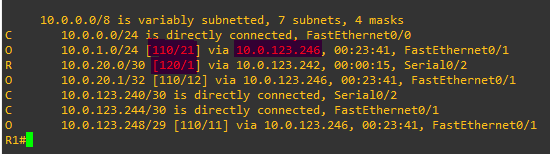 10.0.0.0/8 is variably subnetted, 7 subnets, 4 masks
C 10.0.0.0/24 is directly connected, FastEthernet0/0
O 10.0.1.0/24 [110/21] via 10.0.123.246, 00:23:41, FastEthernet0/1
R 10.0.20.0/30 [120/1] via 10.0.123.242, 00:00:15, Serial0/2
O 10.0.20.1/32 [110/12] via 10.0.123.246, 00:23:41, FastEthernet0/1
C 10.0.123.240/30 is directly connected, Serial0/2
C 10.0.123.244/30 is directly connected, FastEthernet0/1
O 10.0.123.248/29 [110/11] via 10.0.123.246, 00:23:41, FastEthernet0/1
R1#